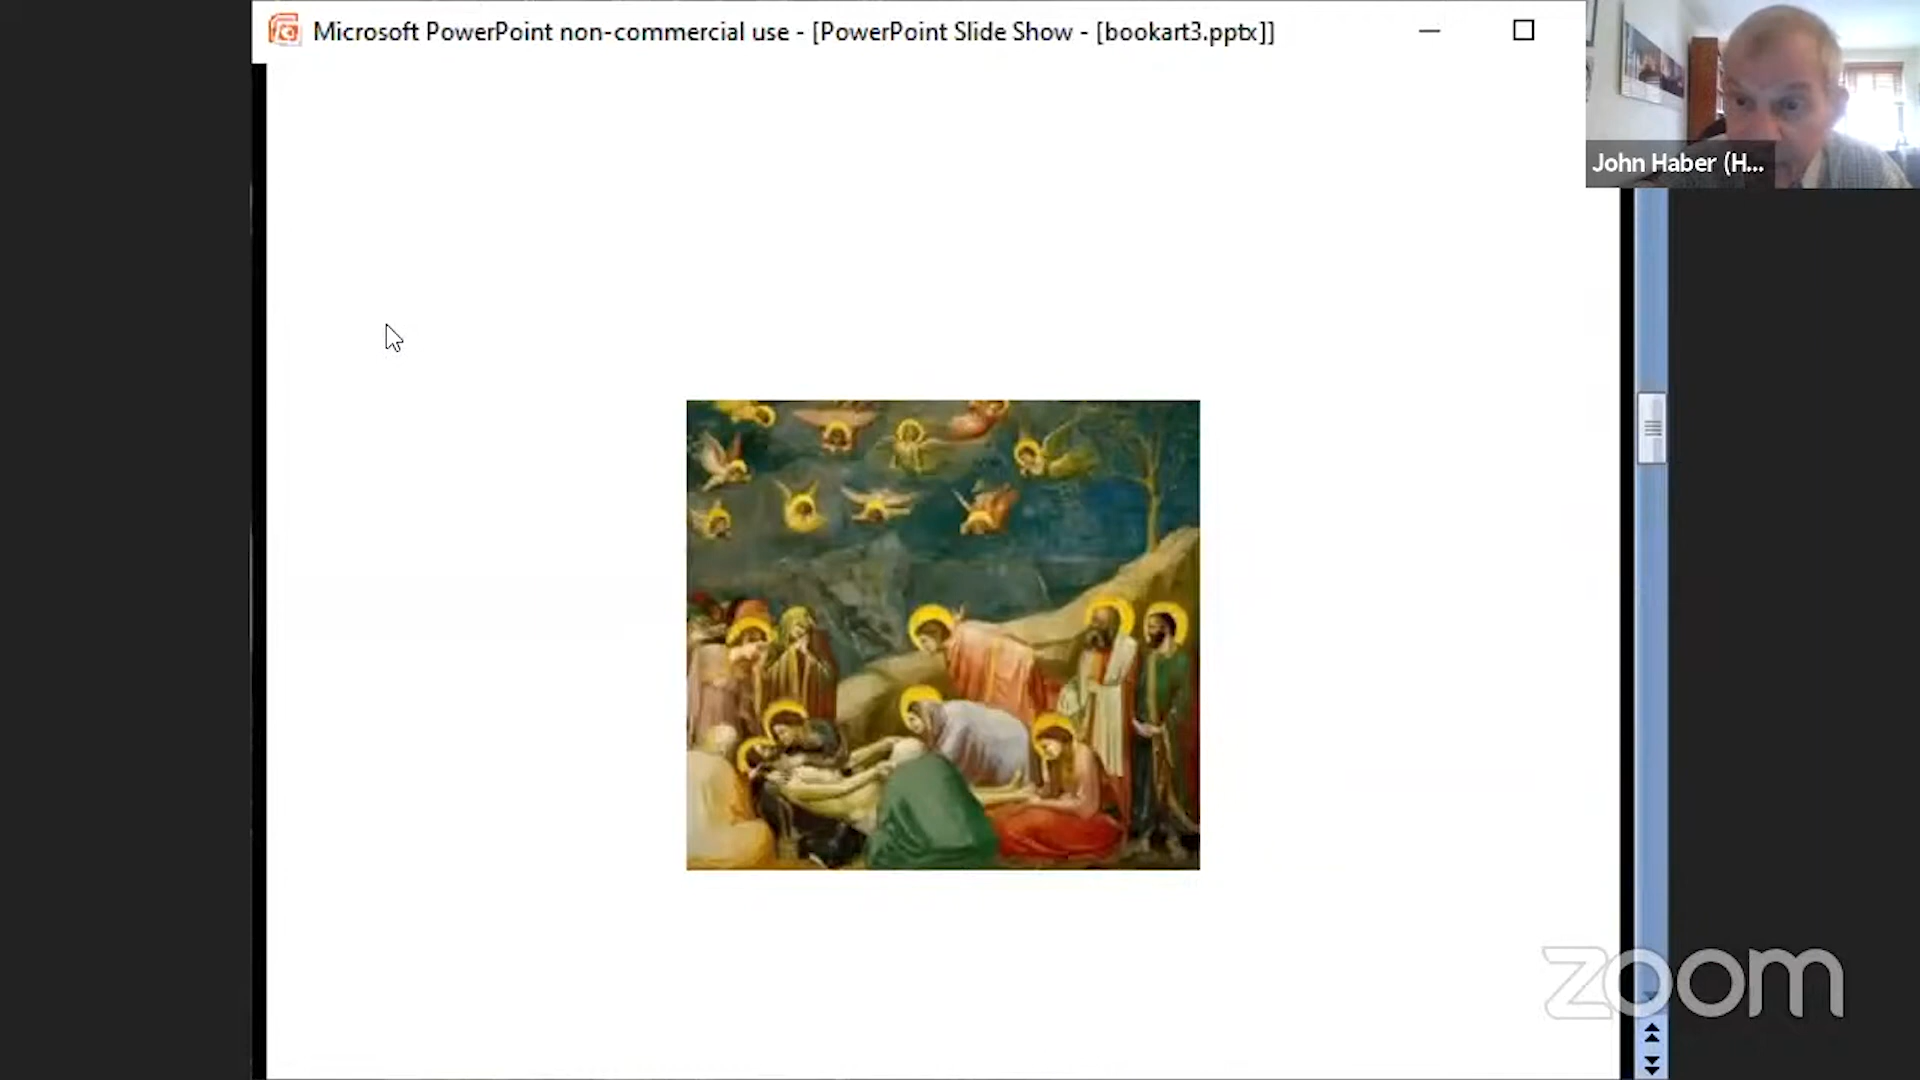 Microsoft PowerPoint non-commercial use - [PowerPoint Slide Show - [bookart3.pptx]]
John Haber (H...
zoom